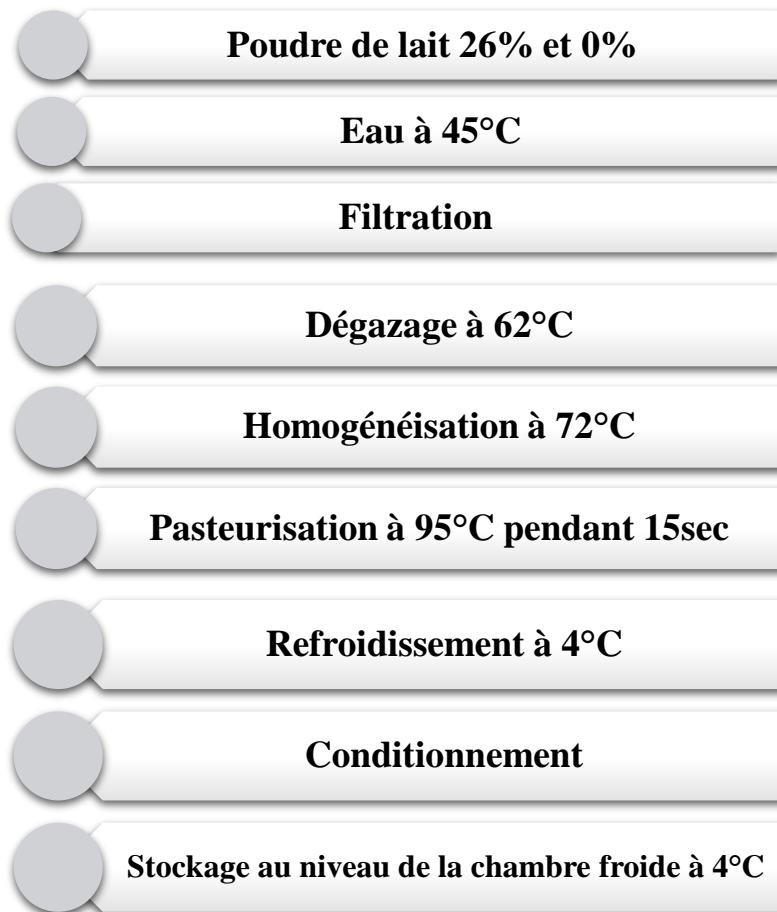 Poudre de lait 26% et 0%
Eau à 45°C
Filtration
Dégazage à 62°C
Homogénéisation à 72°C
Pasteurisation à 95°C pendant 15sec
Refroidissement à 4°C
Conditionnement
Stockage au niveau de la chambre froide à 4°C